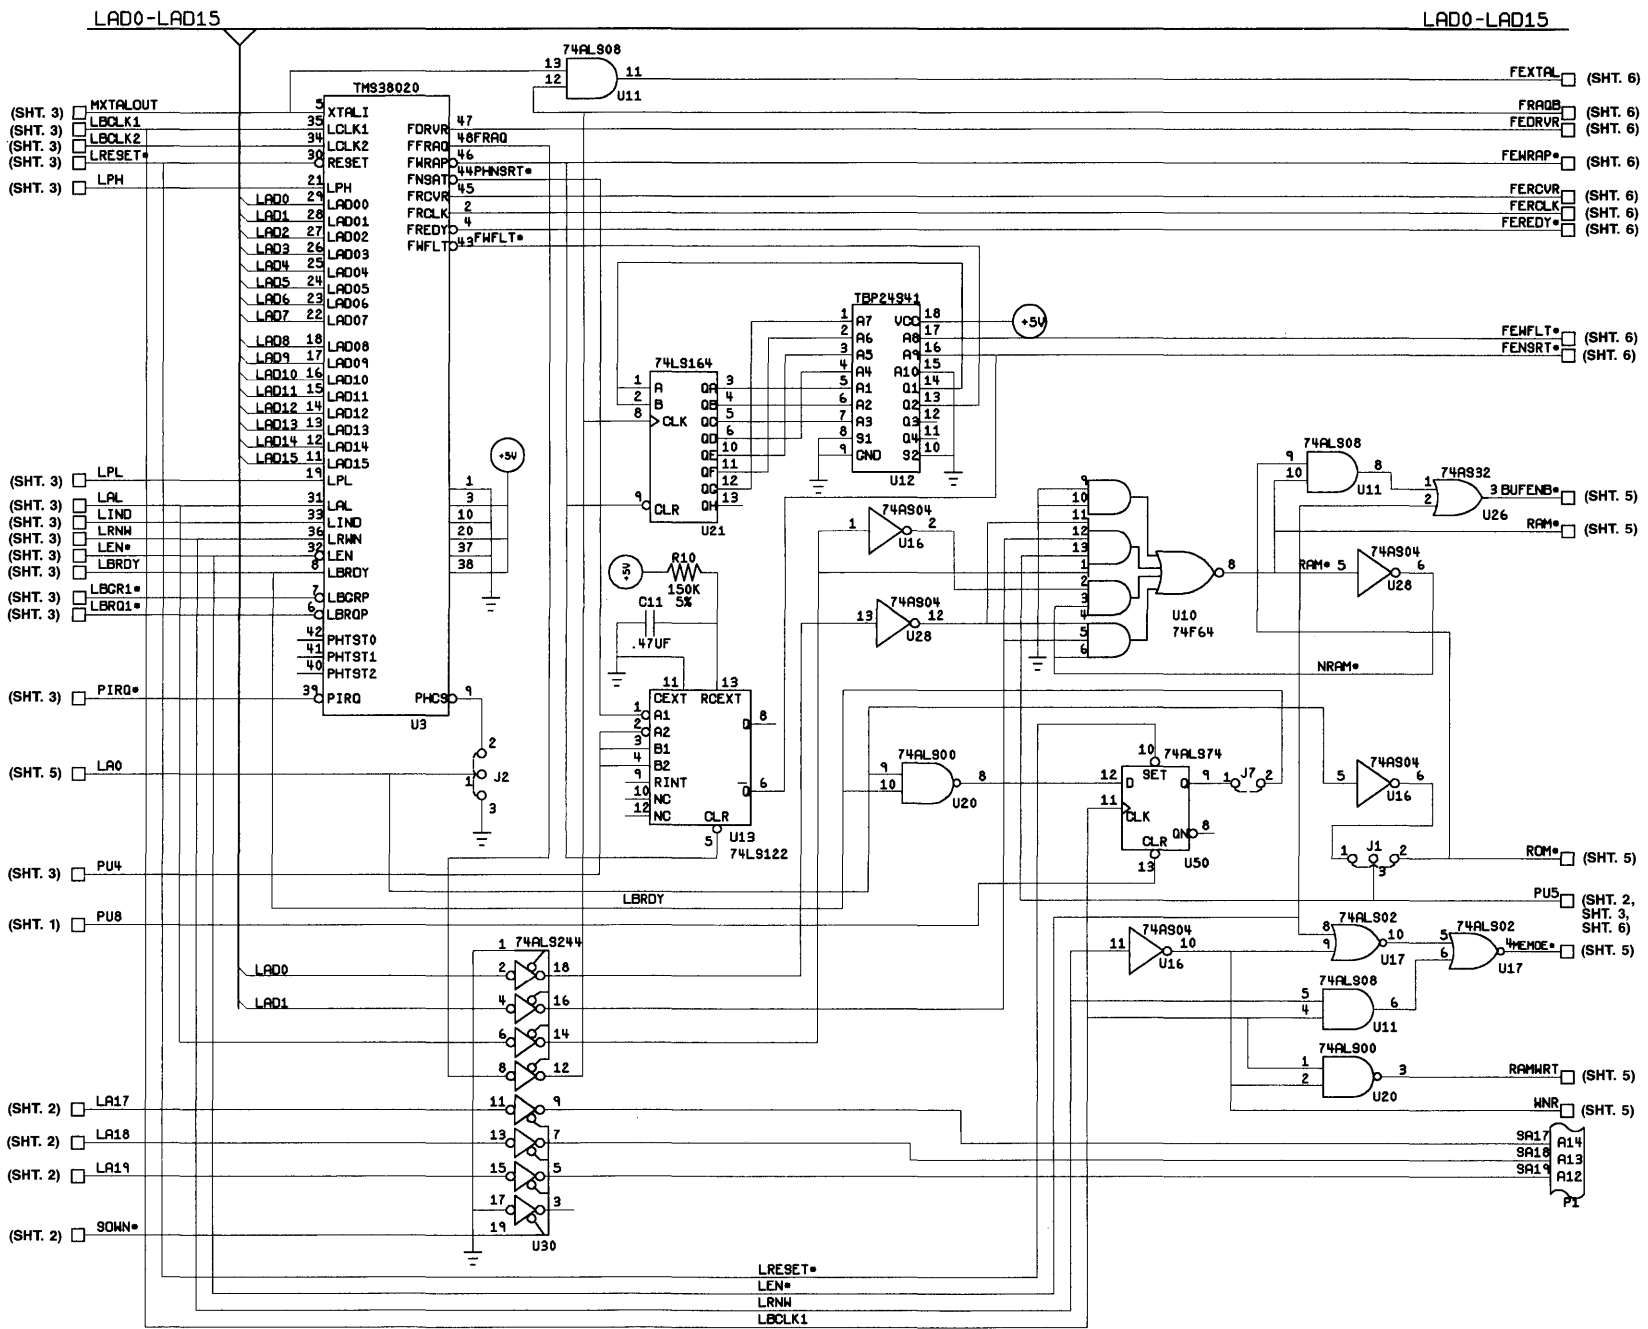 LAD0-LAD15
LAD0-LAD15
74ALS08
13
12
11
U11
FEXTAL (SHT. 6)
TMS38020
(SHT. 3) MXTALOUT 5 XTALI
FRAQB (SHT. 6)
(SHT. 3) LBCLK1 35 LCLK1
FDRVR 47
FEDRVR (SHT. 6)
(SHT. 3) LBCLK2 34 LCLK2
FFRAQ 48 FRAQ
(SHT. 3) LRESET* 30 RESET
FWRAP 46
FEWRAP* (SHT. 6)
FNSAT 44 PHNSRT*
(SHT. 3) LPH 21 LPH
FRCVR 45
FERCVR (SHT. 6)
LAD0 29 LAD00
FRCLK 2
FERCLK (SHT. 6)
LAD1 28 LAD01
FREDY 4
FEREDY* (SHT. 6)
LAD2 27 LAD02
FWFLT 43 FWFLT*
LAD3 26 LAD03
LAD4 25 LAD04
LAD5 24 LAD05
LAD6 23 LAD06
LAD7 22 LAD07
LAD8 18 LAD08
LAD9 17 LAD09
LAD10 16 LAD10
LAD11 15 LAD11
LAD12 14 LAD12
LAD13 13 LAD13
LAD14 12 LAD14
LAD15 11 LAD15
(SHT. 3) LPL 19 LPL
(SHT. 3) LAL 31 LAL
(SHT. 3) LIND 33 LIND
(SHT. 3) LRNW 36 LRWN
(SHT. 3) LEN* 32 LEN
(SHT. 3) LBRDY 8 LBRDY
(SHT. 3) LBGR1* 7 LBGRP
(SHT. 3) LBRQ1* 6 LBRQP
42 PHTST0
41 PHTST1
40 PHTST2
(SHT. 3) PIRQ* 39 PIRQ
PHCS 9
U3
1
3
10
20
37
38
+5V
2
1
J2
3
TBP24S41
1 A7 VCC 18
+5V
2 A6 A8 17
FEWFLT* (SHT. 6)
3 A5 A9 16
FENSRT* (SHT. 6)
4 A4 A10 15
5 A1 Q1 14
6 A2 Q2 13
7 A3 Q3 12
8 S1 Q4 11
9 GND S2 10
U12
74LS164
1 A QA 3
2 B QB 4
8 CLK QC 5
QD 6
QE 10
QF 11
QG 12
9 CLR QH 13
U21
+5V
R10
150K
5%
C11
.47UF
11 13
CEXT RCEXT
1 A1 Q 8
2 A2
3 B1
4 B2
9 RINT Q 6
10 NC
12 NC
CLR
5
U13
74LS122
74AS04
1 2
U16
74AS04
13 12
U28
9
10
11
12
13
1
2
3
4
5
6
8
U10
74F64
74ALS08
9
10
8
U11
74AS32
1
2
3 BUFENB* (SHT. 5)
U26
RAM* (SHT. 5)
74AS04
RAM* 5 6
U28
NRAM*
(SHT. 5) LA0
74ALS00
9
10
8
U20
74ALS74
10
SET
12 D Q 9
11 CLK
QN 8
CLR
13
U50
J7
1 2
74AS04
5 6
U16
J1
1 2
3
ROM* (SHT. 5)
(SHT. 3) PU4
LBRDY
PU5 (SHT. 2,
SHT. 3,
SHT. 6)
(SHT. 1) PU8
74AS04
11 10
U16
74ALS02
8
9
10
U17
74ALS02
5
6
4 MEMOE* (SHT. 5)
U17
74ALS08
5
4
6
U11
74ALS00
1
2
3
U20
RAMWRT (SHT. 5)
WNR (SHT. 5)
74ALS244
1
LAD0 2 18
LAD1 4 16
6 14
8 12
(SHT. 2) LA17 11 9
(SHT. 2) LA18 13 7
(SHT. 2) LA19 15 5
17 3
(SHT. 2) SOWN* 19
U30
SA17 A14
SA18 A13
SA19 A12
P1
LRESET*
LEN*
LRNW
LBCLK1